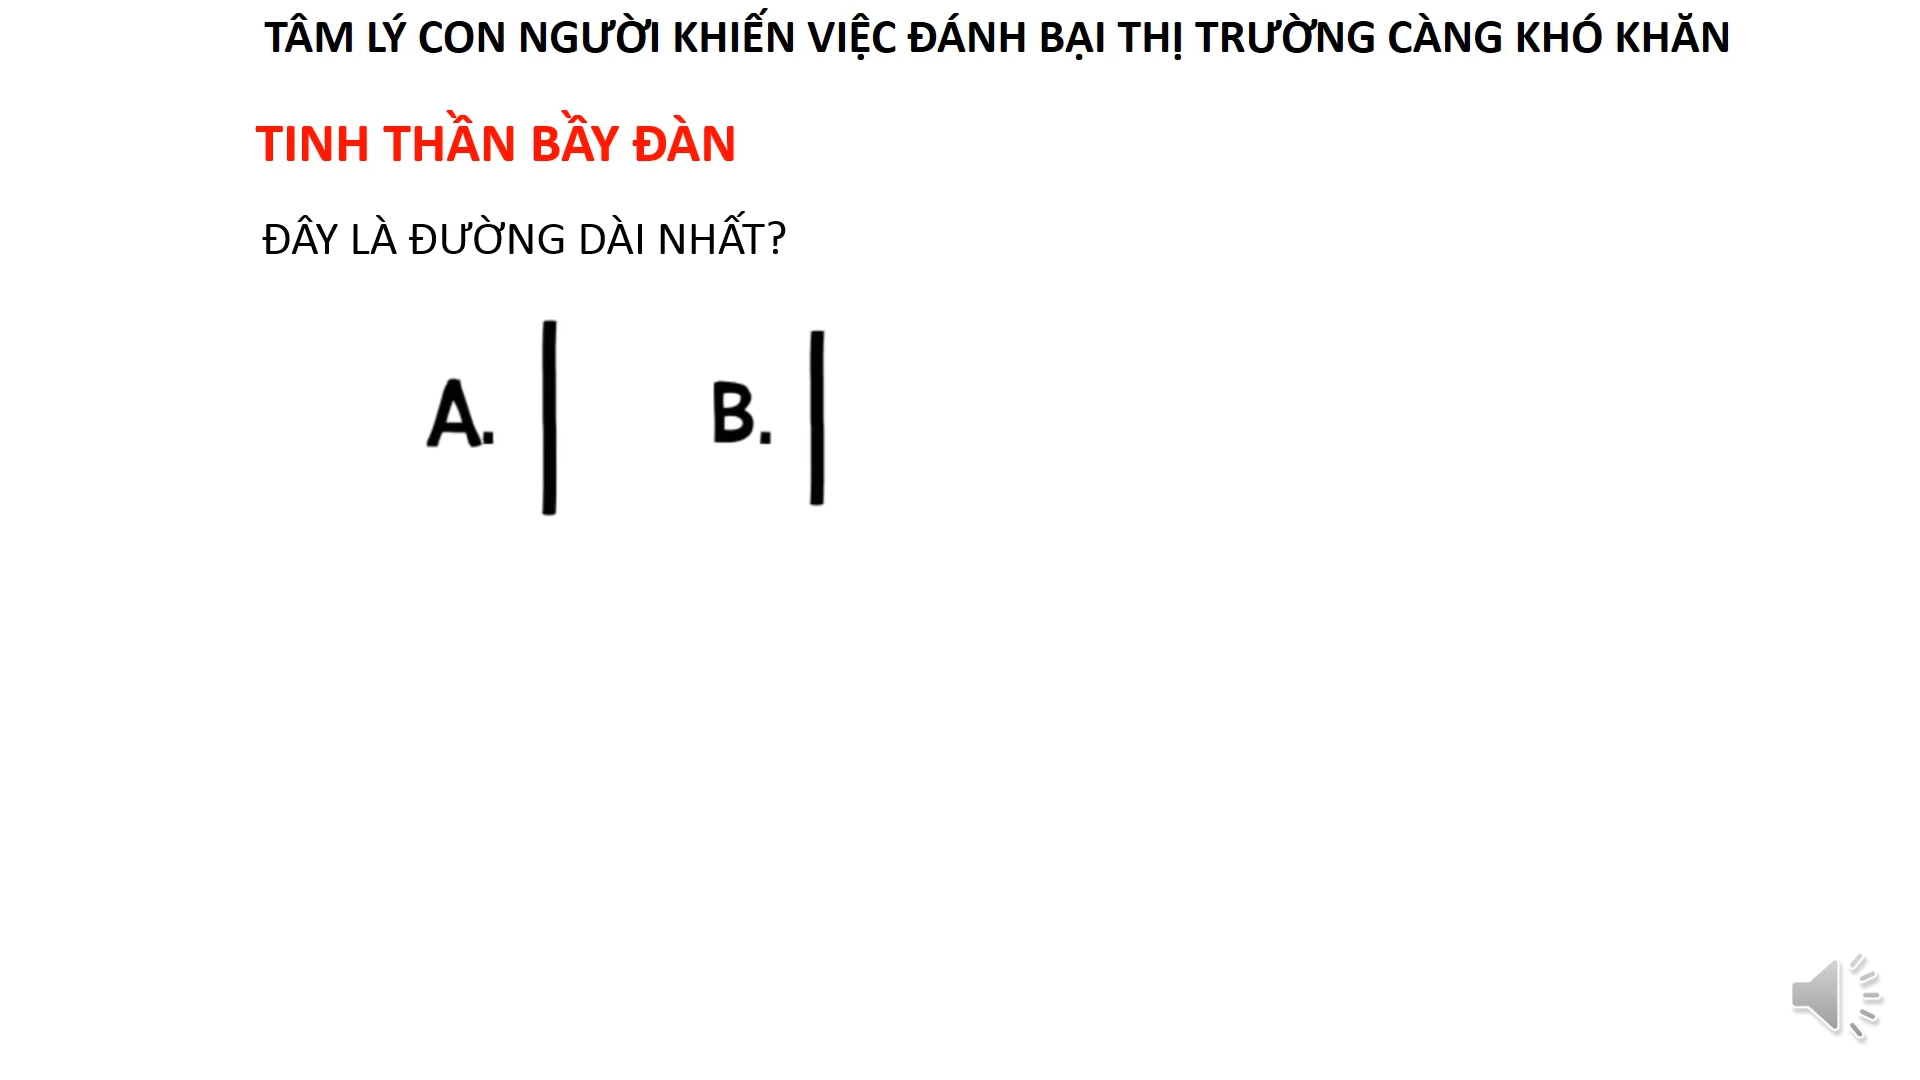 TÂM LÝ CON NGƯỜI KHIẾN VIỆC ĐÁNH BẠI THỊ TRƯỜNG CÀNG KHÓ KHĂN
TINH THẦN BẦY ĐÀN
ĐÂY LÀ ĐƯỜNG DÀI NHẤT?
A. B.